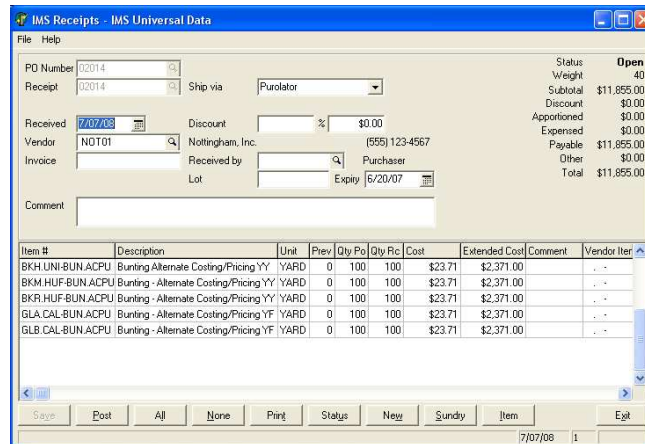 IMS Receipts - IMS Universal Data
File Help
PO Number 02014
Receipt 02014 Ship via Purolator
Received 7/07/08 Discount % $0.00
Vendor NOT01 Nottingham, Inc. (555) 123-4567
Invoice Received by Purchaser
Lot Expiry 6/20/07
Comment
Status Open
Weight 40
Subtotal $11,855.00
Discount $0.00
Apportioned $0.00
Expensed $0.00
Payable $11,855.00
Other $0.00
Total $11,855.00
Item # Description Unit Prev Qty Po Qty Rc Cost Extended Cost Comment Vendor Iter
BKH.UNI-BUN.ACPU Bunting Alternate Costing/Pricing YY YARD 0 100 100 $23.71 $2,371.00 . -
BKM.HUF-BUN.ACPU Bunting - Alternate Costing/Pricing YY YARD 0 100 100 $23.71 $2,371.00 . -
BKR.HUF-BUN.ACPU Bunting - Alternate Costing/Pricing YY YARD 0 100 100 $23.71 $2,371.00 . -
GLA.CAL-BUN.ACPU Bunting - Alternate Costing/Pricing YF YARD 0 100 100 $23.71 $2,371.00 . -
GLB.CAL-BUN.ACPU Bunting - Alternate Costing/Pricing YF YARD 0 100 100 $23.71 $2,371.00 . -
Save Post All None Print Status New Sundry Item Exit
7/07/08 1